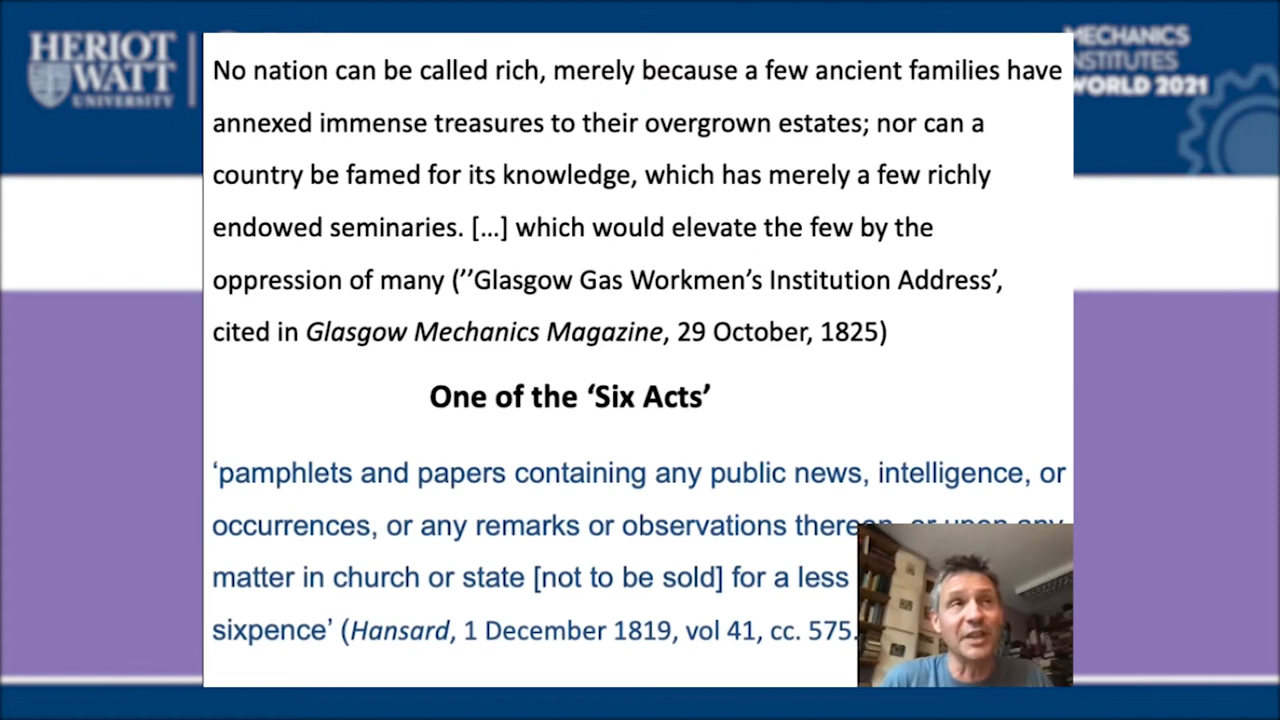 HERIOT
WATT
UNIVERSITY
MECHANICS
INSTITUTES
WORLD 2021
No nation can be called rich, merely because a few ancient families have
annexed immense treasures to their overgrown estates; nor can a
country be famed for its knowledge, which has merely a few richly
endowed seminaries. […] which would elevate the few by the
oppression of many (’’Glasgow Gas Workmen’s Institution Address’,
cited in Glasgow Mechanics Magazine, 29 October, 1825)
One of the ‘Six Acts’
‘pamphlets and papers containing any public news, intelligence, or
occurrences, or any remarks or observations thereon, or upon any
matter in church or state [not to be sold] for a less
sixpence’ (Hansard, 1 December 1819, vol 41, cc. 575.